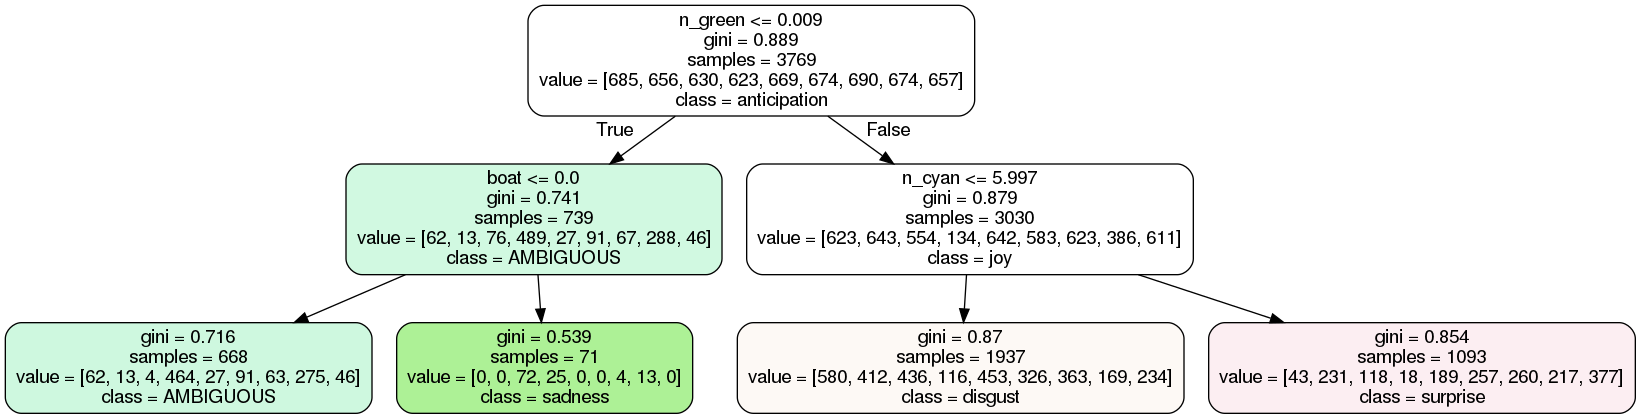 n_green <= 0.009
gini = 0.889
samples = 3769
value = [685, 656, 630, 623, 669, 674, 690, 674, 657]
class = anticipation
True
False
boat <= 0.0
gini = 0.741
samples = 739
value = [62, 13, 76, 489, 27, 91, 67, 288, 46]
class = AMBIGUOUS
n_cyan <= 5.997
gini = 0.879
samples = 3030
value = [623, 643, 554, 134, 642, 583, 623, 386, 611]
class = joy
gini = 0.716
samples = 668
value = [62, 13, 4, 464, 27, 91, 63, 275, 46]
class = AMBIGUOUS
gini = 0.539
samples = 71
value = [0, 0, 72, 25, 0, 0, 4, 13, 0]
class = sadness
gini = 0.87
samples = 1937
value = [580, 412, 436, 116, 453, 326, 363, 169, 234]
class = disgust
gini = 0.854
samples = 1093
value = [43, 231, 118, 18, 189, 257, 260, 217, 377]
class = surprise